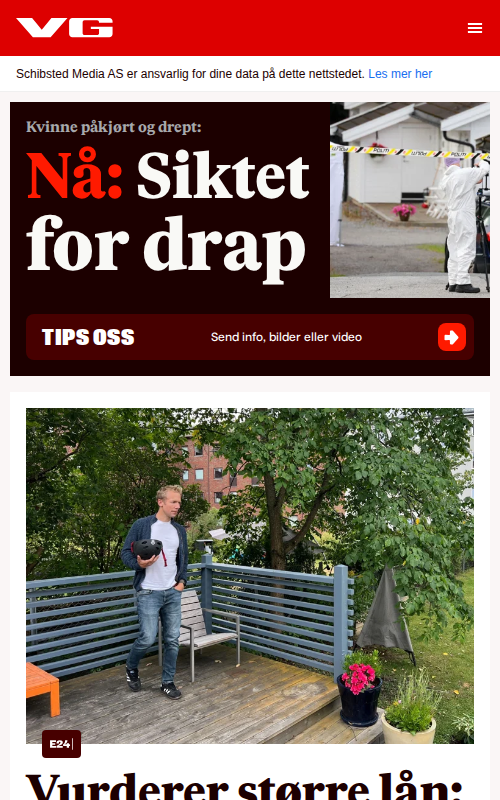 VG
Schibsted Media AS er ansvarlig for dine data på dette nettstedet. Les mer her
Kvinne påkjørt og drept:
Nå: Siktet
for drap
POLITI
TIPS OSS
Send info, bilder eller video
E24
Vurderer større lån: